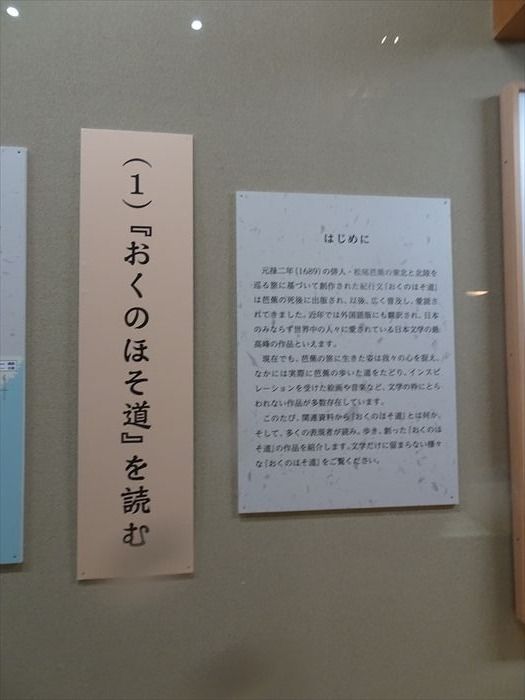 (1)『おくのほそ道』を読む
はじめに
元禄二年(1689)の俳人・松尾芭蕉の東北と北陸を
巡る旅に基づいて創作された紀行文『おくのほそ道』
は芭蕉の死後に出版され、以後、広く普及し、愛読さ
れてきました。近年では外国語版にも翻訳され、日本
のみならず世界中の人々に愛されている日本文学の最
高峰の作品といえます。
現在でも、芭蕉の旅に生きた姿は我々の心を捉え、
なかには実際に芭蕉の歩いた道をたどり、インスピ
レーションを受けた絵画や音楽など、文学の枠にとら
われない作品が多数存在しています。
このたび、関連資料から『おくのほそ道』とは何か、
そして、多くの表現者が読み、歩き、創った『おくのほ
そ道』の作品を紹介します。文学だけに留まらない様々
な『おくのほそ道』をご覧ください。